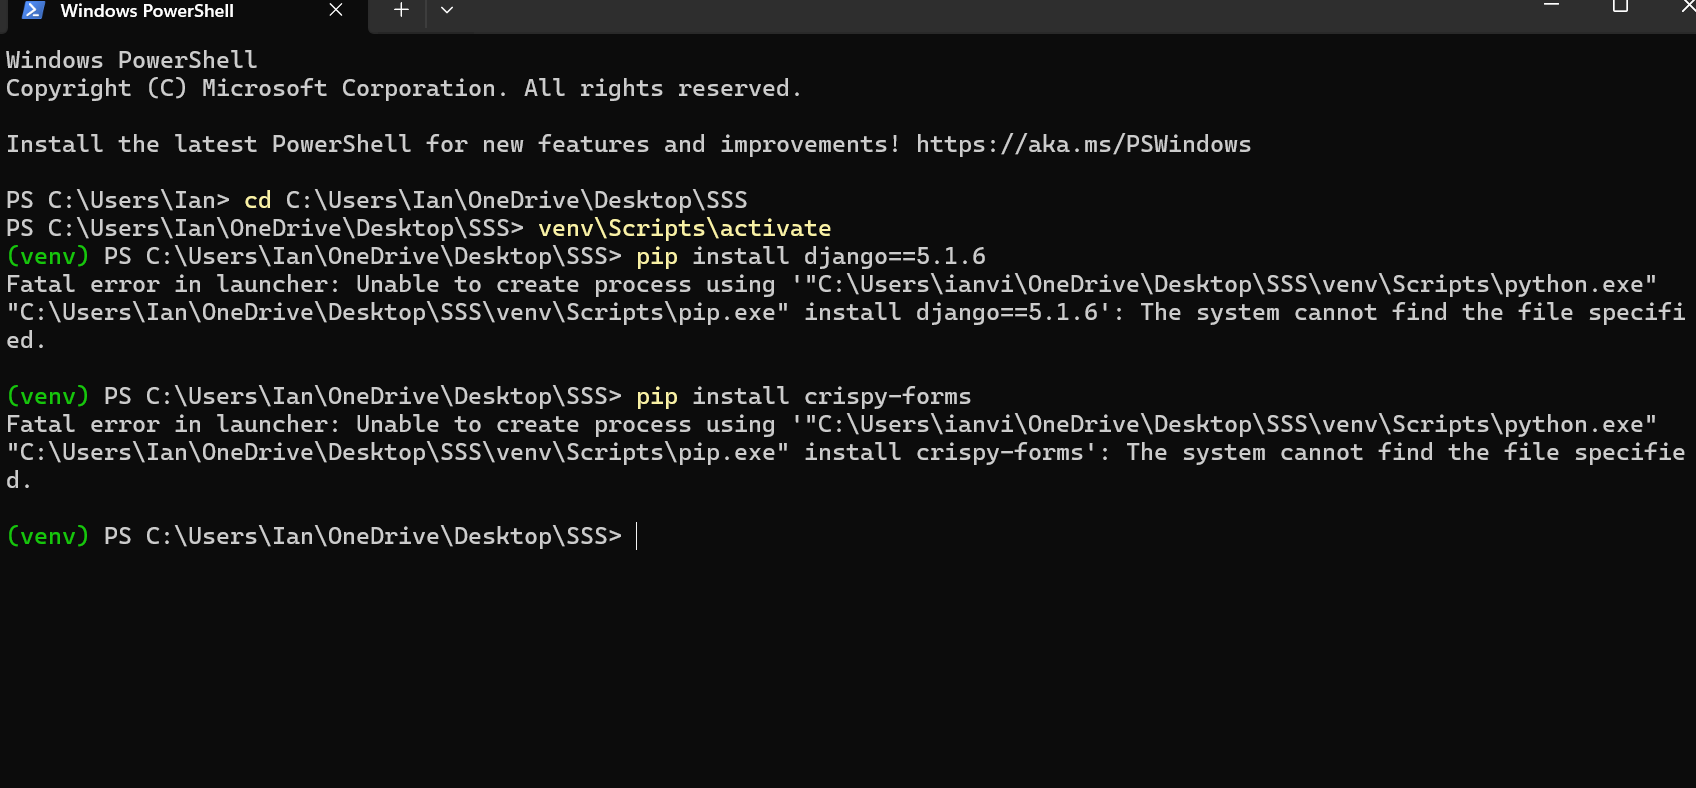 Windows PowerShell
Windows PowerShell
Copyright (C) Microsoft Corporation. All rights reserved.
Install the latest PowerShell for new features and improvements! https://aka.ms/PSWindows
PS C:\Users\Ian> cd C:\Users\Ian\OneDrive\Desktop\SSS
PS C:\Users\Ian\OneDrive\Desktop\SSS> venv\Scripts\activate
(venv) PS C:\Users\Ian\OneDrive\Desktop\SSS> pip install django==5.1.6
Fatal error in launcher: Unable to create process using '"C:\Users\ianvi\OneDrive\Desktop\SSS\venv\Scripts\python.exe"
"C:\Users\Ian\OneDrive\Desktop\SSS\venv\Scripts\pip.exe" install django==5.1.6': The system cannot find the file specifi
ed.
(venv) PS C:\Users\Ian\OneDrive\Desktop\SSS> pip install crispy-forms
Fatal error in launcher: Unable to create process using '"C:\Users\ianvi\OneDrive\Desktop\SSS\venv\Scripts\python.exe"
"C:\Users\Ian\OneDrive\Desktop\SSS\venv\Scripts\pip.exe" install crispy-forms': The system cannot find the file specifie
d.
(venv) PS C:\Users\Ian\OneDrive\Desktop\SSS>